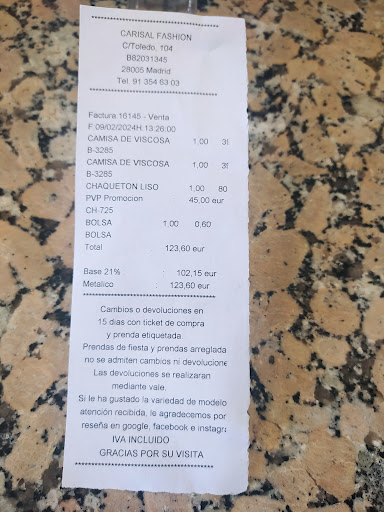 ****************************************
CARISAL FASHION
C/Toledo, 104
B82031345
28005 Madrid
Tel. 91 354 63 03
****************************************
Factura 16145 - Venta
F.09/02/2024H.13:26:00
CAMISA DE VISCOSA 1,00 39
B-3285
CAMISA DE VISCOSA 1,00 39
B-3285
CHAQUETON LISO 1,00 80
PVP Promocion : 45,00 eur
CH-725
BOLSA 1,00 0,60
BOLSA
Total 123,60 eur
Base 21% : 102,15 eur
Metalico : 123,60 eur
****************************************
Cambios o devoluciones en
15 dias con ticket de compra
y prenda etiquetada.
Prendas de fiesta y prendas arreglada
no se admiten cambios ni devolucione
Las devoluciones se realizaran
mediante vale.
Si le ha gustado la variedad de modelo
atención recibida, le agradecemos por
reseña en google, facebook e instagra
IVA INCLUIDO
GRACIAS POR SU VISITA
****************************************